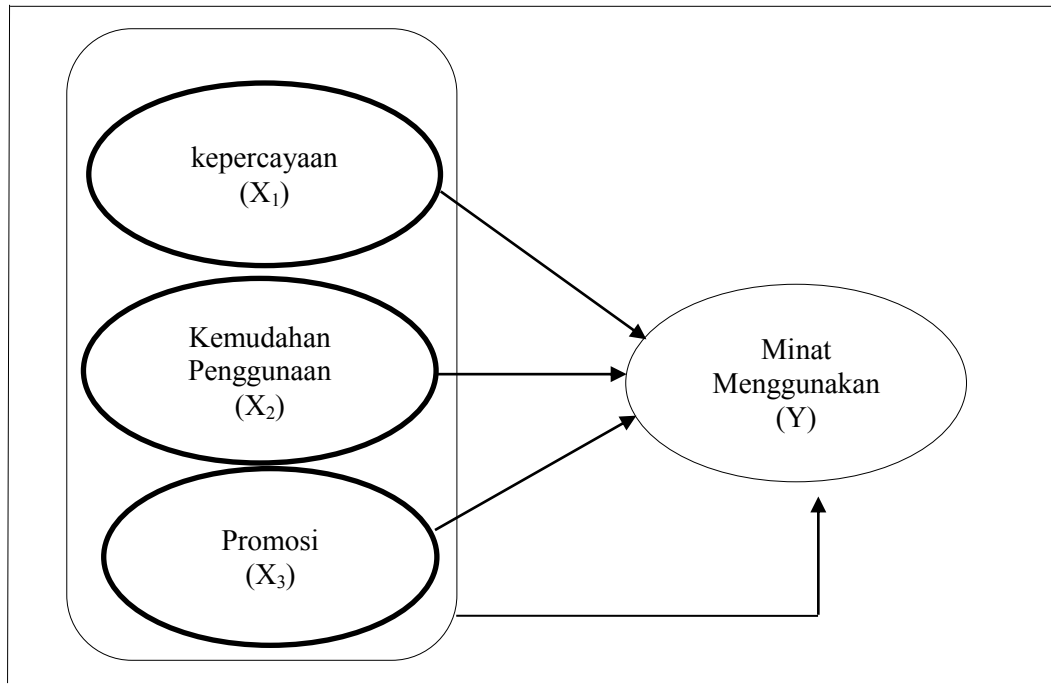 kepercayaan
(X₁)
Kemudahan
Penggunaan
(X₂)
Promosi
(X₃)
Minat
Menggunakan
(Y)